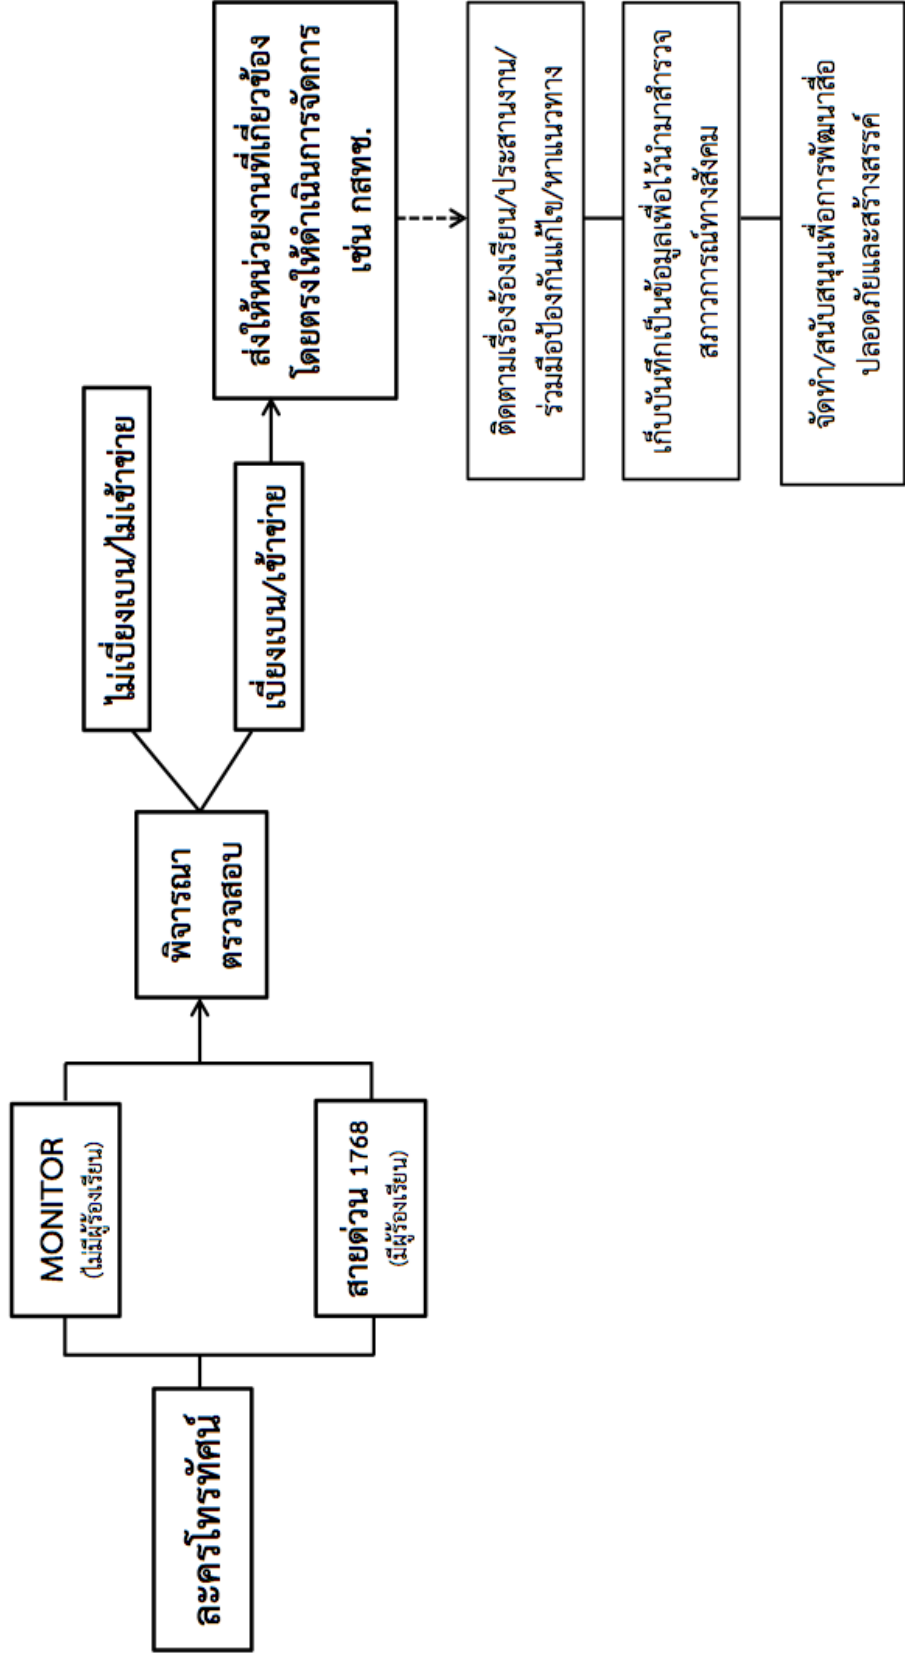 ละครโทรทัศน์
MONITOR
(ไม่มีผู้ร้องเรียน)
สายด่วน 1768
(มีผู้ร้องเรียน)
พิจารณา
ตรวจสอบ
ไม่เบี่ยงเบน/ไม่เข้าข่าย
เบี่ยงเบน/เข้าข่าย
ส่งให้หน่วยงานที่เกี่ยวข้อง
โดยตรงให้ดำเนินการจัดการ
เช่น กสทช.
ติดตามเรื่องร้องเรียน/ประสานงาน/
ร่วมมือป้องกันแก้ไข/หาแนวทาง
เก็บบันทึกเป็นข้อมูลเพื่อไว้นำมาสำรวจ
สภาวการณ์ทางสังคม
จัดทำ/สนับสนุนเพื่อการพัฒนาสื่อ
ปลอดภัยและสร้างสรรค์